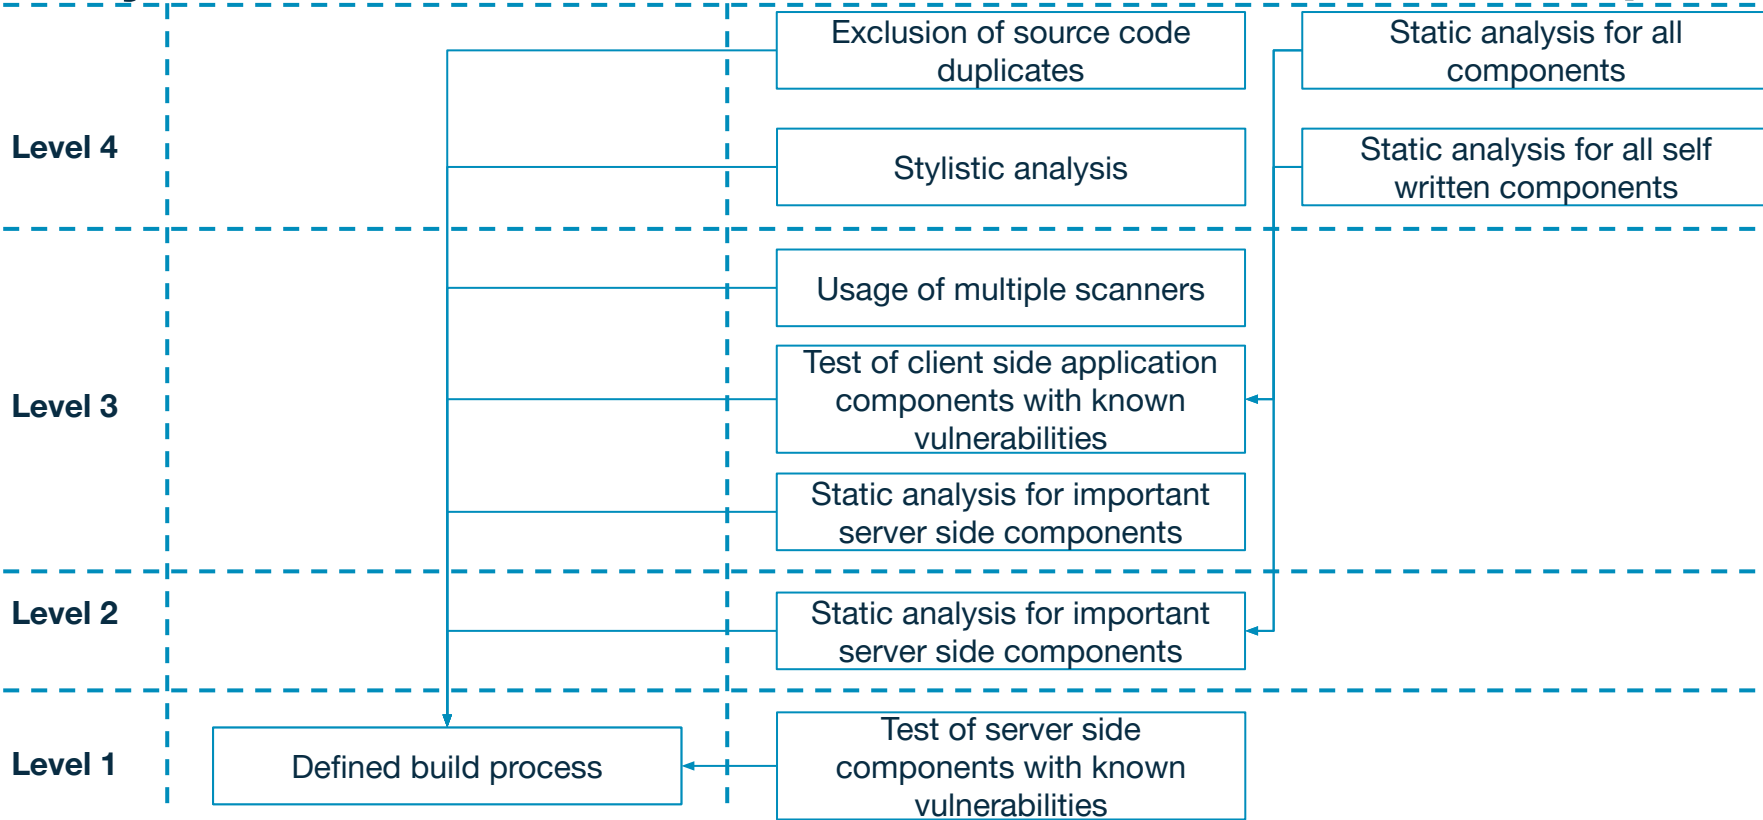 Exclusion of source code
duplicates
Static analysis for all
components
Level 4
Stylistic analysis
Static analysis for all self
written components
Usage of multiple scanners
Level 3
Test of client side application
components with known
vulnerabilities
Static analysis for important
server side components
Level 2
Static analysis for important
server side components
Level 1
Defined build process
Test of server side
components with known
vulnerabilities